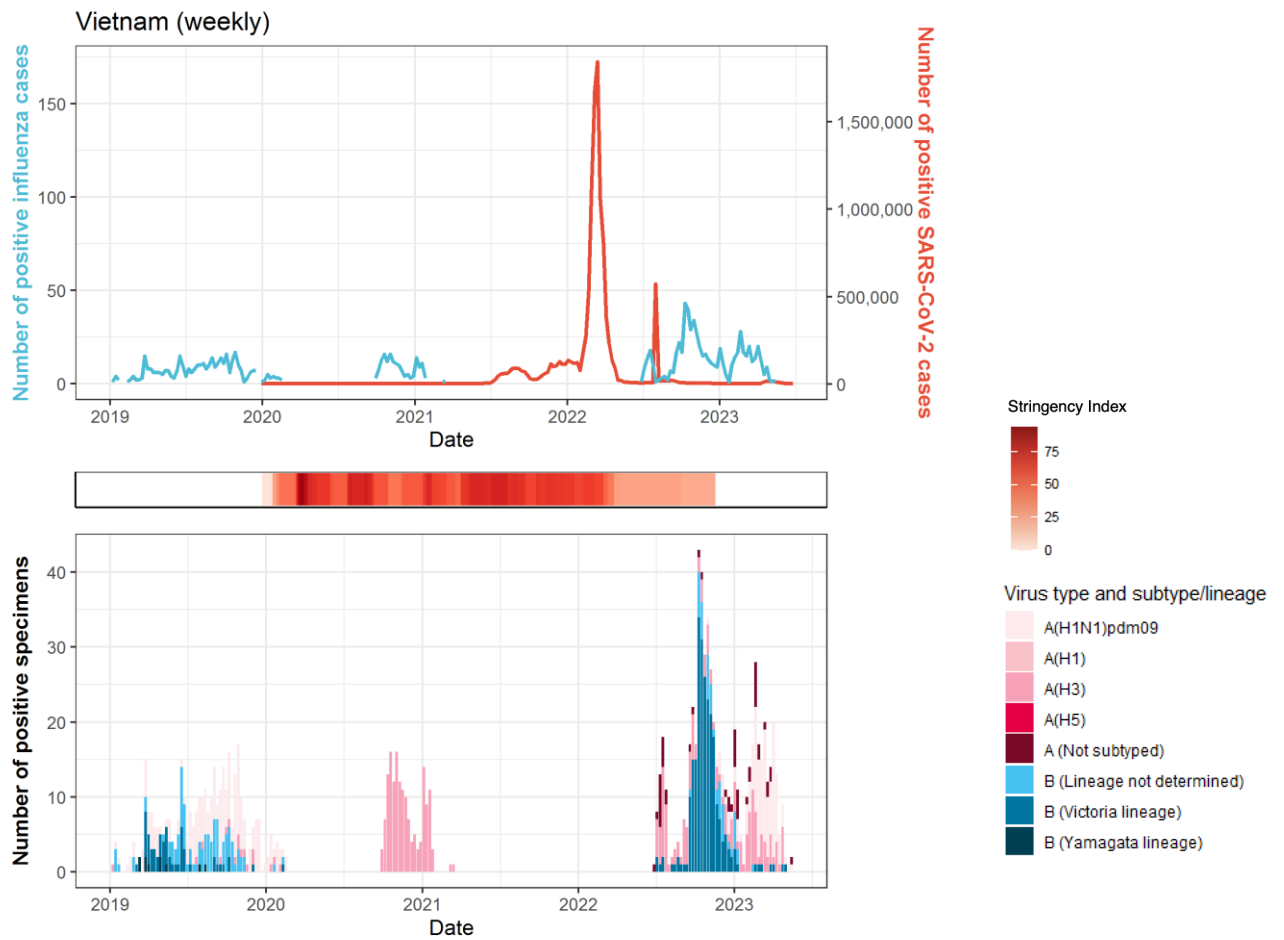 Vietnam (weekly)
Number of positive influenza cases
150
100
50
0
Number of positive SARS-CoV-2 cases
1,500,000
1,000,000
500,000
0
2019 2020 2021 2022 2023
Date
Stringency Index
75
50
25
0
Number of positive specimens
40
30
20
10
0
2019 2020 2021 2022 2023
Date
Virus type and subtype/lineage
A(H1N1)pdm09
A(H1)
A(H3)
A(H5)
A (Not subtyped)
B (Lineage not determined)
B (Victoria lineage)
B (Yamagata lineage)